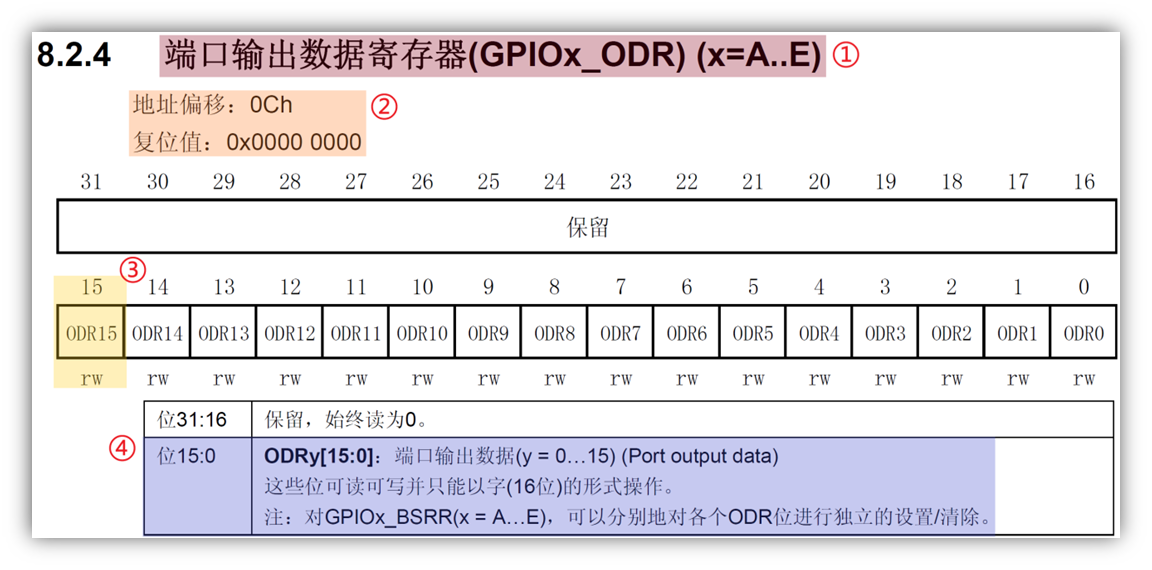 8.2.4 端口输出数据寄存器(GPIOx_ODR) (x=A..E) ①
地址偏移：0Ch ②
复位值：0x0000 0000
31 30 29 28 27 26 25 24 23 22 21 20 19 18 17 16
保留
③
15 14 13 12 11 10 9 8 7 6 5 4 3 2 1 0
ODR15 ODR14 ODR13 ODR12 ODR11 ODR10 ODR9 ODR8 ODR7 ODR6 ODR5 ODR4 ODR3 ODR2 ODR1 ODR0
rw rw rw rw rw rw rw rw rw rw rw rw rw rw rw rw
位31:16 保留，始终读为0。
④ 位15:0 ODRy[15:0]：端口输出数据(y = 0…15) (Port output data)
这些位可读可写并只能以字(16位)的形式操作。
注：对GPIOx_BSRR(x = A…E)，可以分别地对各个ODR位进行独立的设置/清除。